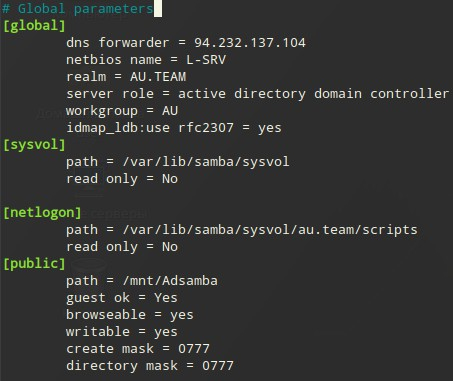 # Global parameters
[global]
dns forwarder = 94.232.137.104
netbios name = L-SRV
realm = AU.TEAM
server role = active directory domain controller
workgroup = AU
idmap_ldb:use rfc2307 = yes
[sysvol]
path = /var/lib/samba/sysvol
read only = No
[netlogon]
path = /var/lib/samba/sysvol/au.team/scripts
read only = No
[public]
path = /mnt/Adsamba
guest ok = Yes
browseable = yes
writable = yes
create mask = 0777
directory mask = 0777